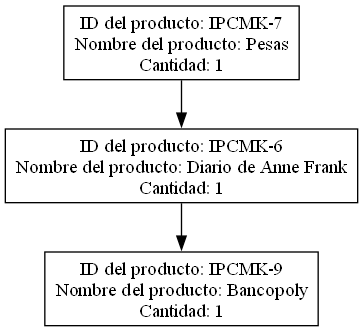 ID del producto: IPCMK-7
Nombre del producto: Pesas
Cantidad: 1
ID del producto: IPCMK-6
Nombre del producto: Diario de Anne Frank
Cantidad: 1
ID del producto: IPCMK-9
Nombre del producto: Bancopoly
Cantidad: 1